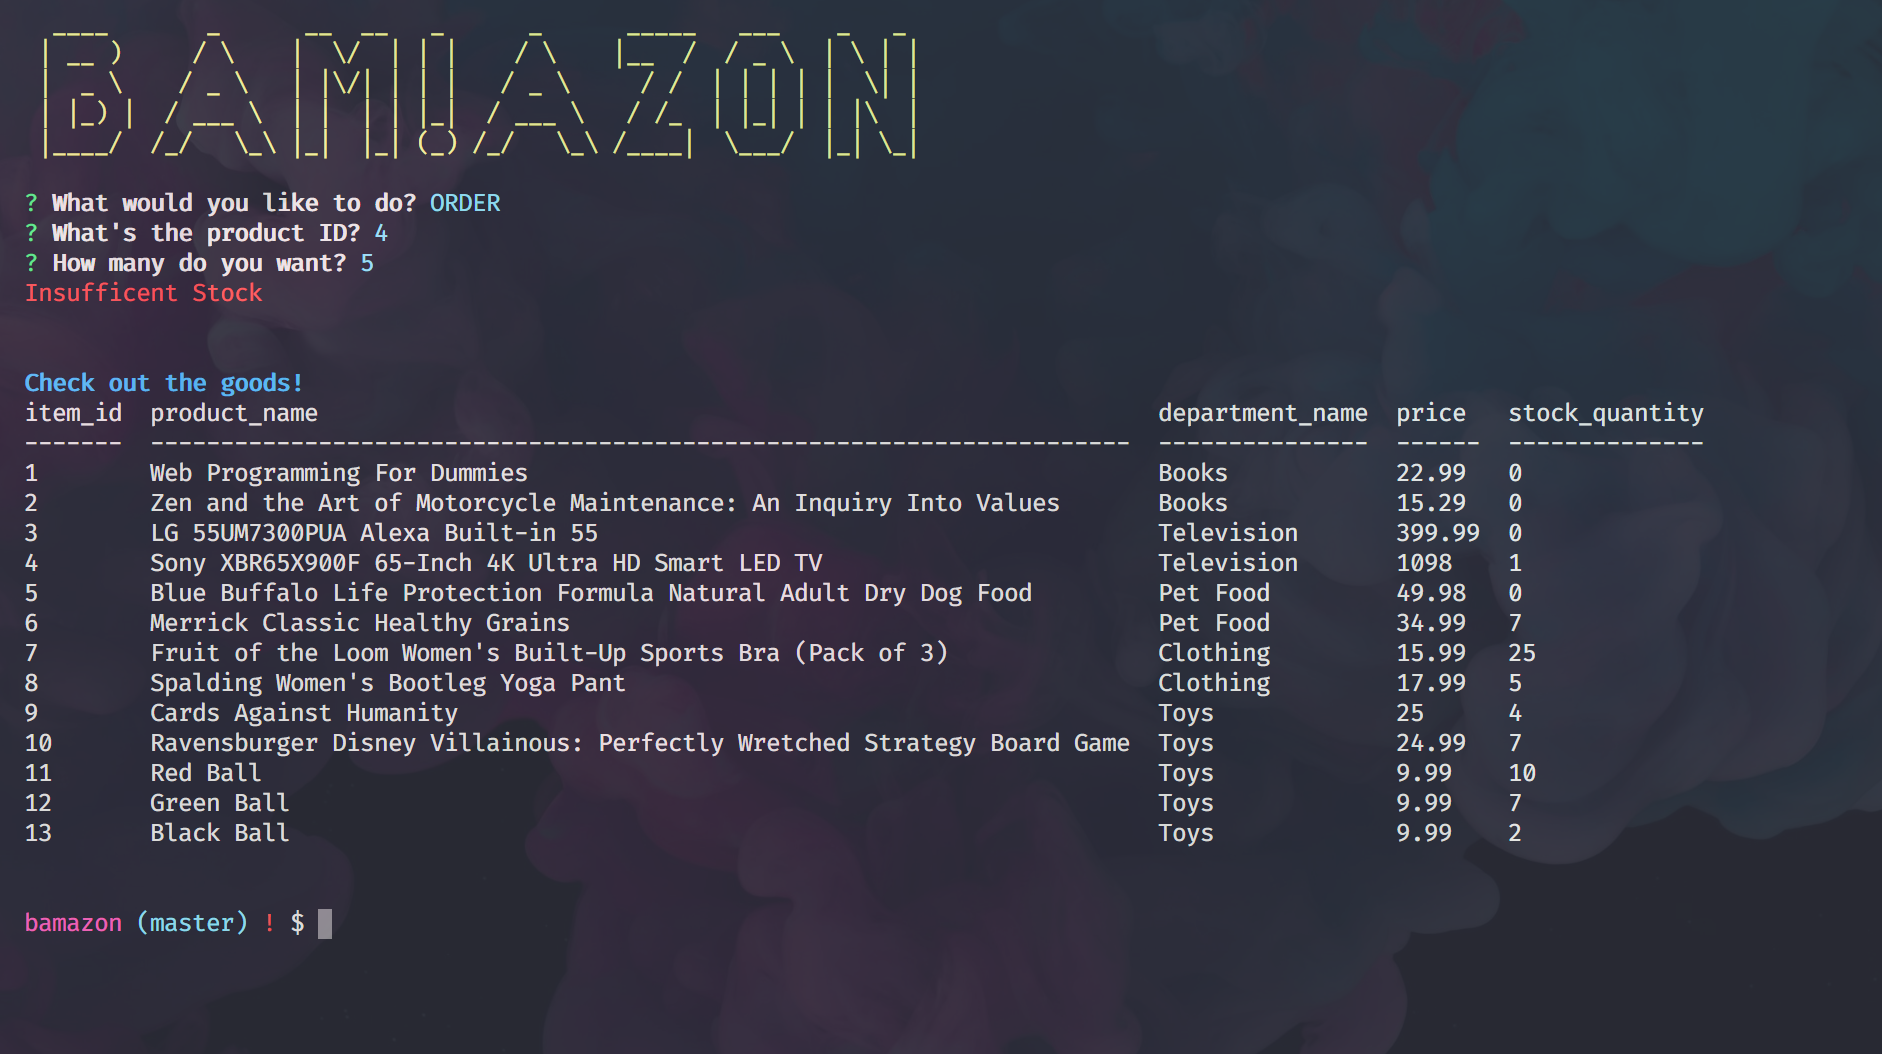 BAM!AZON
? What would you like to do? ORDER
? What's the product ID? 4
? How many do you want? 5
Insufficent Stock
Check out the goods!
item_id  product_name                                                            department_name  price   stock_quantity
-------  ----------------------------------------------------------------------  ---------------  ------  --------------
1        Web Programming For Dummies                                             Books            22.99   0
2        Zen and the Art of Motorcycle Maintenance: An Inquiry Into Values       Books            15.29   0
3        LG 55UM7300PUA Alexa Built-in 55                                        Television       399.99  0
4        Sony XBR65X900F 65-Inch 4K Ultra HD Smart LED TV                        Television       1098    1
5        Blue Buffalo Life Protection Formula Natural Adult Dry Dog Food         Pet Food         49.98   0
6        Merrick Classic Healthy Grains                                          Pet Food         34.99   7
7        Fruit of the Loom Women's Built-Up Sports Bra (Pack of 3)               Clothing         15.99   25
8        Spalding Women's Bootleg Yoga Pant                                      Clothing         17.99   5
9        Cards Against Humanity                                                  Toys             25      4
10       Ravensburger Disney Villainous: Perfectly Wretched Strategy Board Game  Toys             24.99   7
11       Red Ball                                                                Toys             9.99    10
12       Green Ball                                                              Toys             9.99    7
13       Black Ball                                                              Toys             9.99    2
bamazon (master) ! $